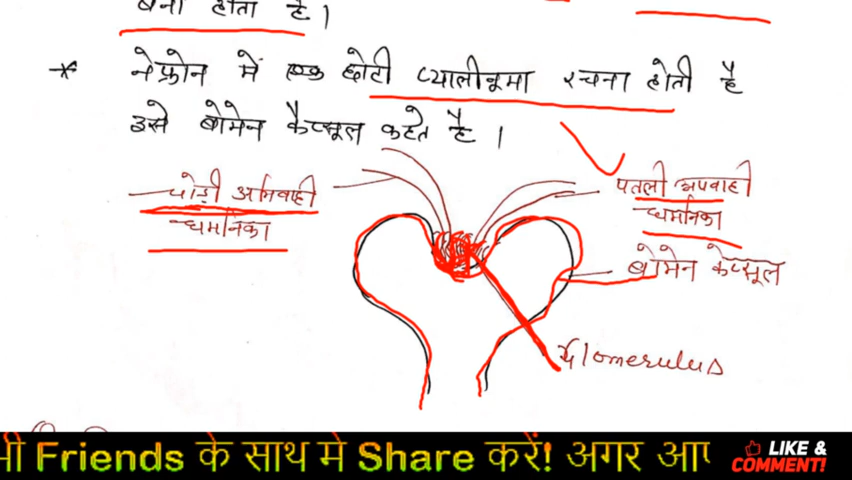 बना होता है।
* नेफ्रोन में एक छोटी प्यालीनुमा रचना होती है
उसे बोमेन कैप्सूल कहते है।
चोड़ी अभिवाही
धमनिका
पतली अपवाही
धमनिका
बोमेन केप्सूल
Glomerulus
भी Friends के साथ मे Share करें! अगर आप
LIKE &
COMMENT!